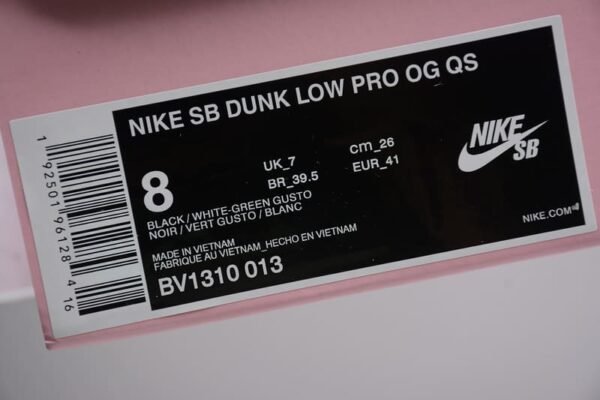 NIKE SB DUNK LOW PRO OG QS
8
UK_7
cm_26
BR_39.5
EUR_41
NIKE
SB
BLACK / WHITE-GREEN GUSTO
NOIR / VERT GUSTO / BLANC
MADE IN VIETNAM
FABRIQUE AU VIETNAM_HECHO EN VIETNAM
BV1310 013
NIKE.COM
1 92501 96128 4 16